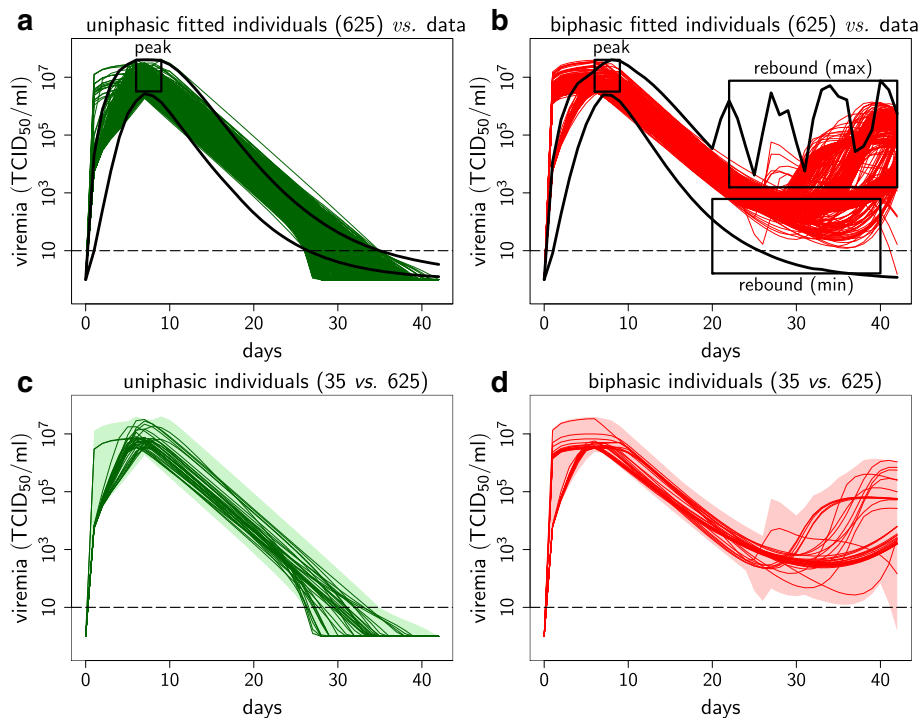 a
uniphasic fitted individuals (625) vs. data
peak
viremia (TCID50/ml)
10^7
10^5
10^3
10
0 10 20 30 40
days
b
biphasic fitted individuals (625) vs. data
peak
rebound (max)
rebound (min)
viremia (TCID50/ml)
10^7
10^5
10^3
10
0 10 20 30 40
days
c
uniphasic individuals (35 vs. 625)
viremia (TCID50/ml)
10^7
10^5
10^3
10
0 10 20 30 40
days
d
biphasic individuals (35 vs. 625)
viremia (TCID50/ml)
10^7
10^5
10^3
10
0 10 20 30 40
days